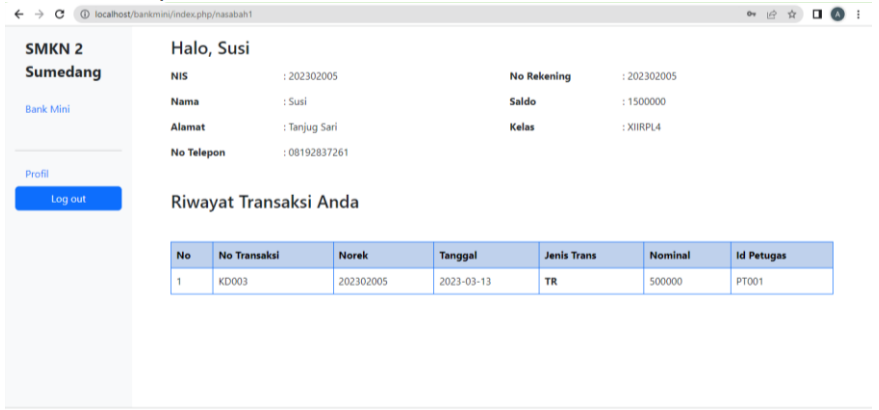 localhost/bankmini/index.php/nasabah1
A
SMKN 2
Sumedang
Bank Mini
Profil
Log out
Halo, Susi
NIS : 202302005 No Rekening : 202302005
Nama : Susi Saldo : 1500000
Alamat : Tanjug Sari Kelas : XIIRPL4
No Telepon : 08192837261
Riwayat Transaksi Anda
No No Transaksi Norek Tanggal Jenis Trans Nominal Id Petugas
1 KD003 202302005 2023-03-13 TR 500000 PT001